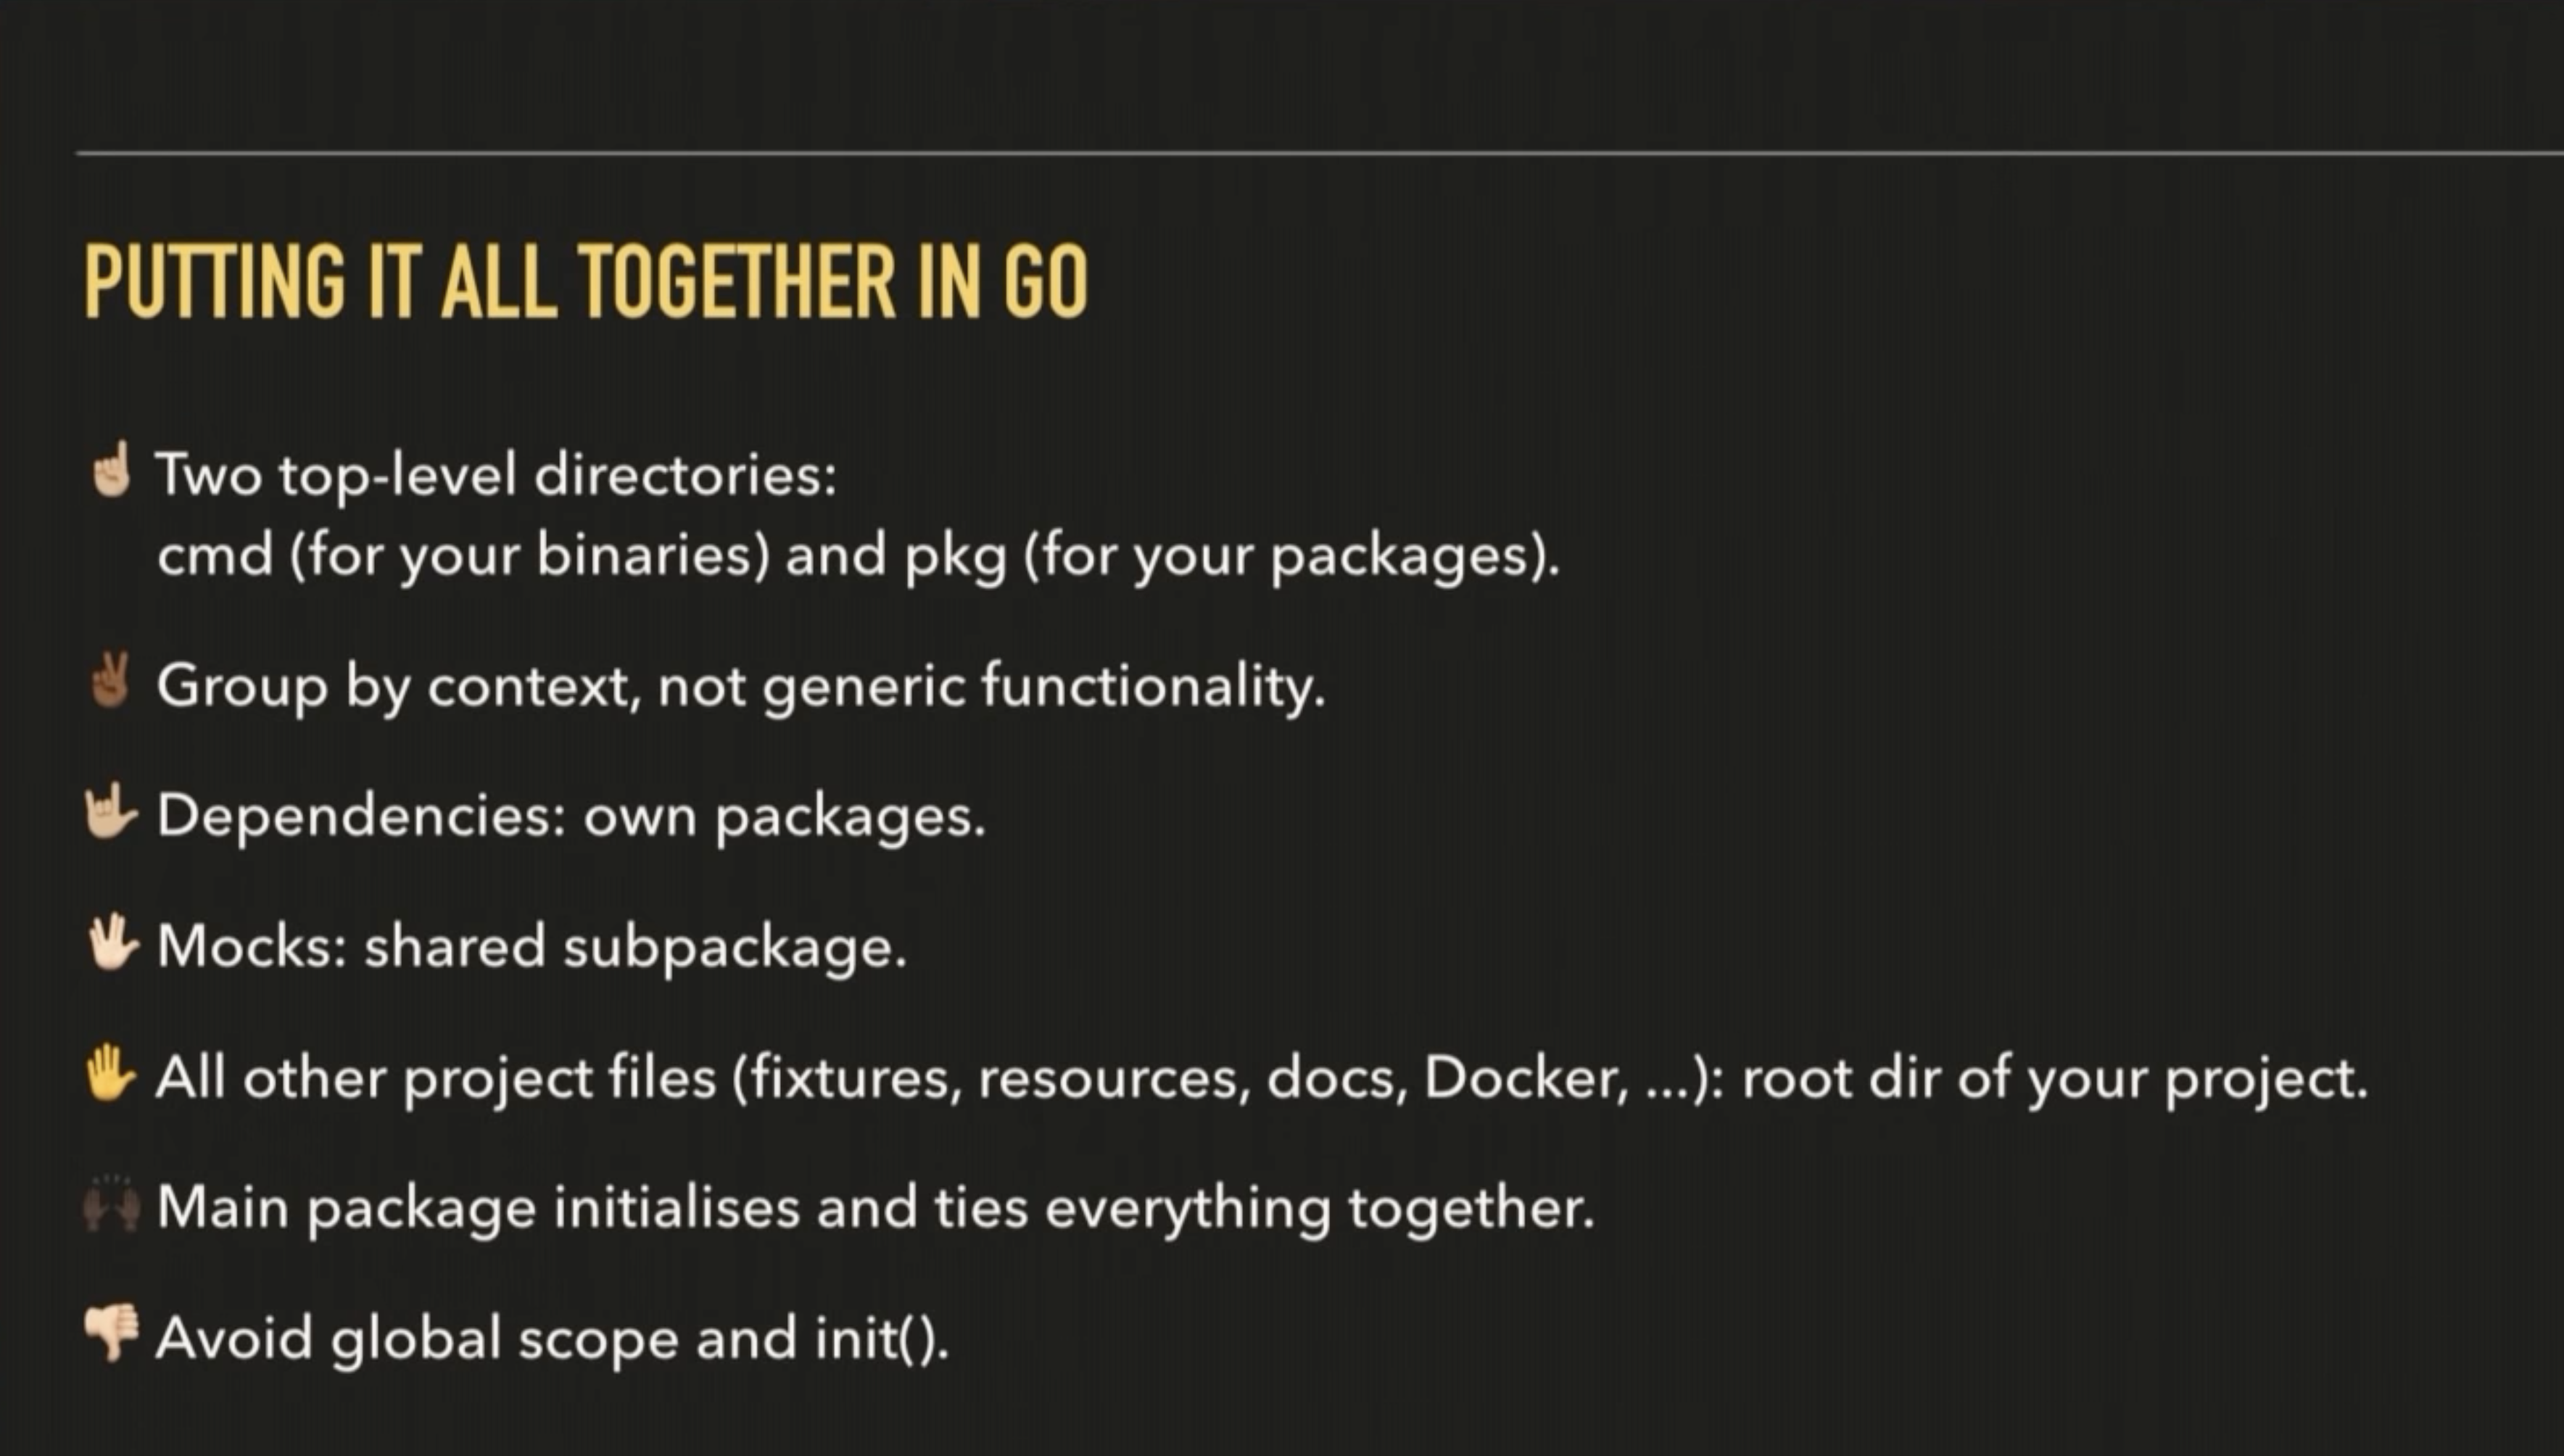 PUTTING IT ALL TOGETHER IN GO
☝🏼 Two top-level directories:
cmd (for your binaries) and pkg (for your packages).
✌🏾 Group by context, not generic functionality.
🤟🏼 Dependencies: own packages.
🖖🏻 Mocks: shared subpackage.
🖐 All other project files (fixtures, resources, docs, Docker, ...): root dir of your project.
🙌🏿 Main package initialises and ties everything together.
👎🏻 Avoid global scope and init().